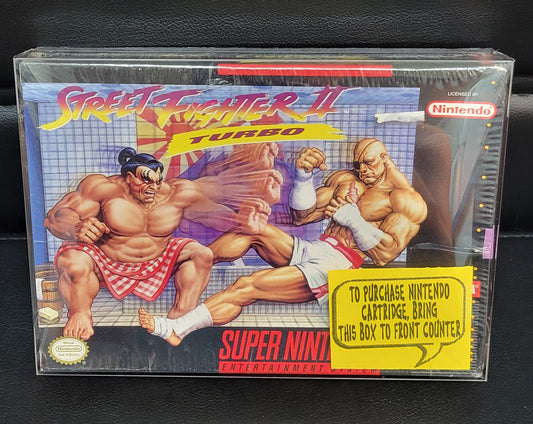 STREET FIGHTER II
TURBO
LICENSED BY
Nintendo
TO PURCHASE NINTENDO
CARTRIDGE, BRING
THIS BOX TO FRONT COUNTER
Nintendo
SUPER NINT
ENTERTAINMENT SYSTEM